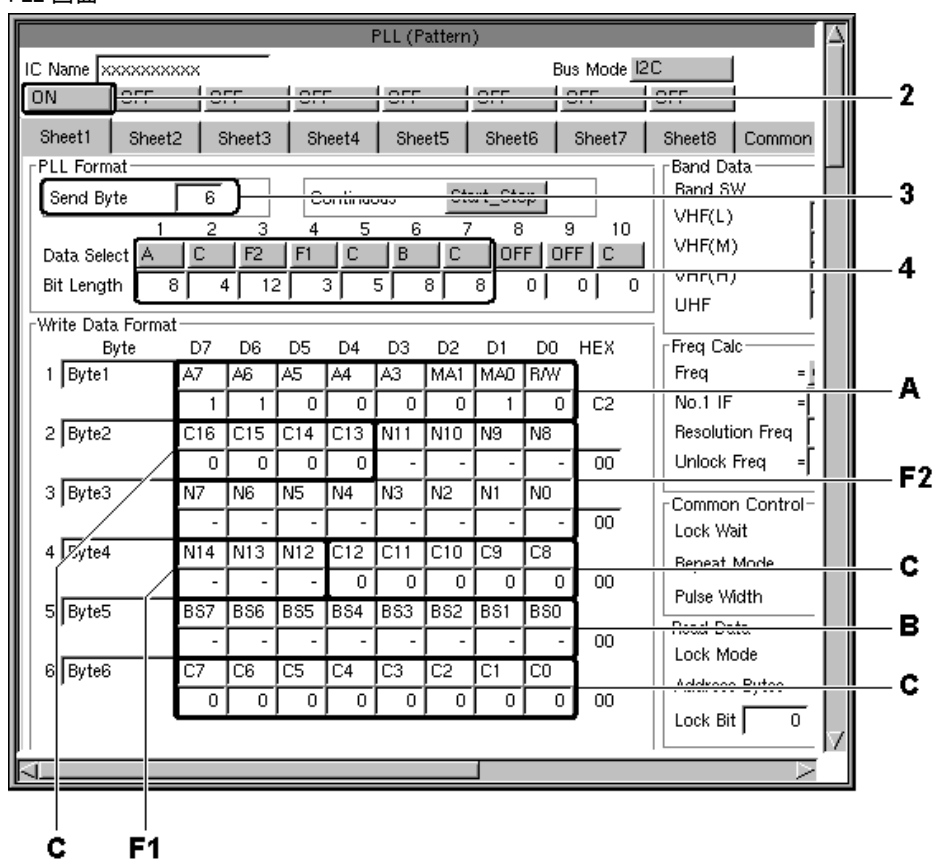 PLL (Pattern)
IC Name xxxxxxxxxx Bus Mode I2C
ON OFF OFF OFF OFF OFF OFF OFF 2
Sheet1 Sheet2 Sheet3 Sheet4 Sheet5 Sheet6 Sheet7 Sheet8 Common
PLL Format Band Data
Send Byte 6 Continuous Start_Stop Band SW 3
VHF(L)
1 2 3 4 5 6 7 8 9 10
Data Select A C F2 F1 C B C OFF OFF C VHF(M)
4
Bit Length 8 4 12 3 5 8 8 0 0 0 VHF(H)
UHF
Write Data Format
Byte D7 D6 D5 D4 D3 D2 D1 D0 HEX Freq Calc
1 Byte1 A7 A6 A5 A4 A3 MA1 MA0 R/W Freq =
A
1 1 0 0 0 0 1 0 C2 No.1 IF =
2 Byte2 C16 C15 C14 C13 N11 N10 N9 N8 Resolution Freq
0 0 0 0 - - - - 00 Unlock Freq =
F2
3 Byte3 N7 N6 N5 N4 N3 N2 N1 N0
Common Control
- - - - - - - - 00 Lock Wait
4 Byte4 N14 N13 N12 C12 C11 C10 C9 C8 Repeat Mode
C
- - - 0 0 0 0 0 00 Pulse Width
5 Byte5 BS7 BS6 BS5 BS4 BS3 BS2 BS1 BS0 Read Data
B
- - - - - - - - 00 Lock Mode
6 Byte6 C7 C6 C5 C4 C3 C2 C1 C0 Address Bytes C
0 0 0 0 0 0 0 0 00 Lock Bit 0
C F1